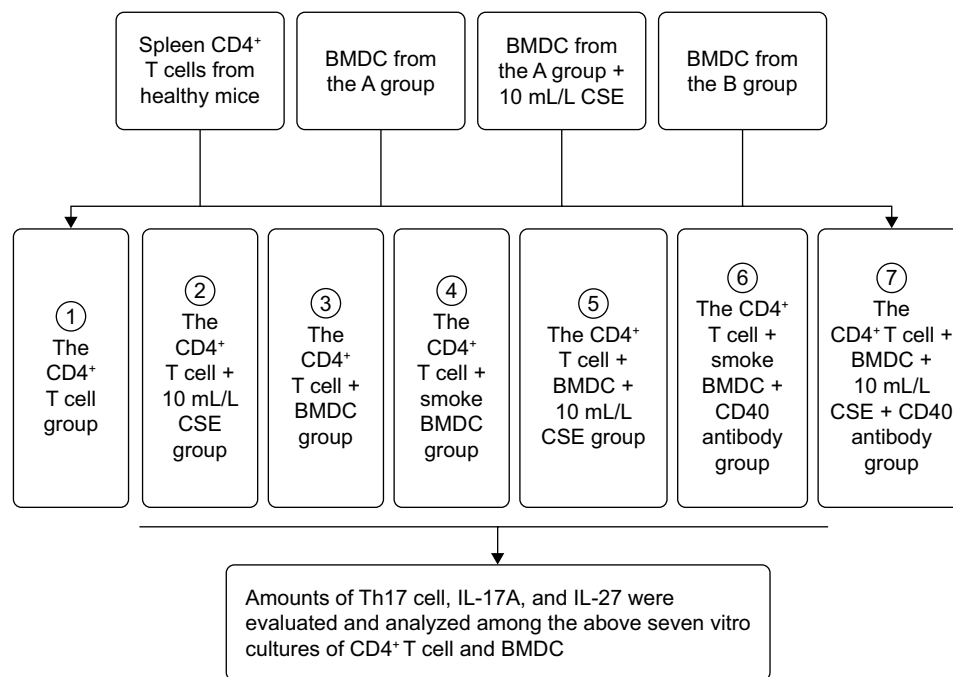 Spleen CD4⁺
T cells from
healthy mice
BMDC from
the A group
BMDC from
the A group +
10 mL/L CSE
BMDC from
the B group
①
The
CD4⁺
T cell
group
②
The
CD4⁺
T cell +
10 mL/L
CSE
group
③
The
CD4⁺
T cell +
BMDC
group
④
The
CD4⁺
T cell +
smoke
BMDC
group
⑤
The CD4⁺
T cell +
BMDC +
10 mL/L
CSE group
⑥
The CD4⁺
T cell +
smoke
BMDC +
CD40
antibody
group
⑦
The
CD4⁺ T cell +
BMDC +
10 mL/L
CSE + CD40
antibody
group
Amounts of Th17 cell, IL-17A, and IL-27 were
evaluated and analyzed among the above seven vitro
cultures of CD4⁺ T cell and BMDC